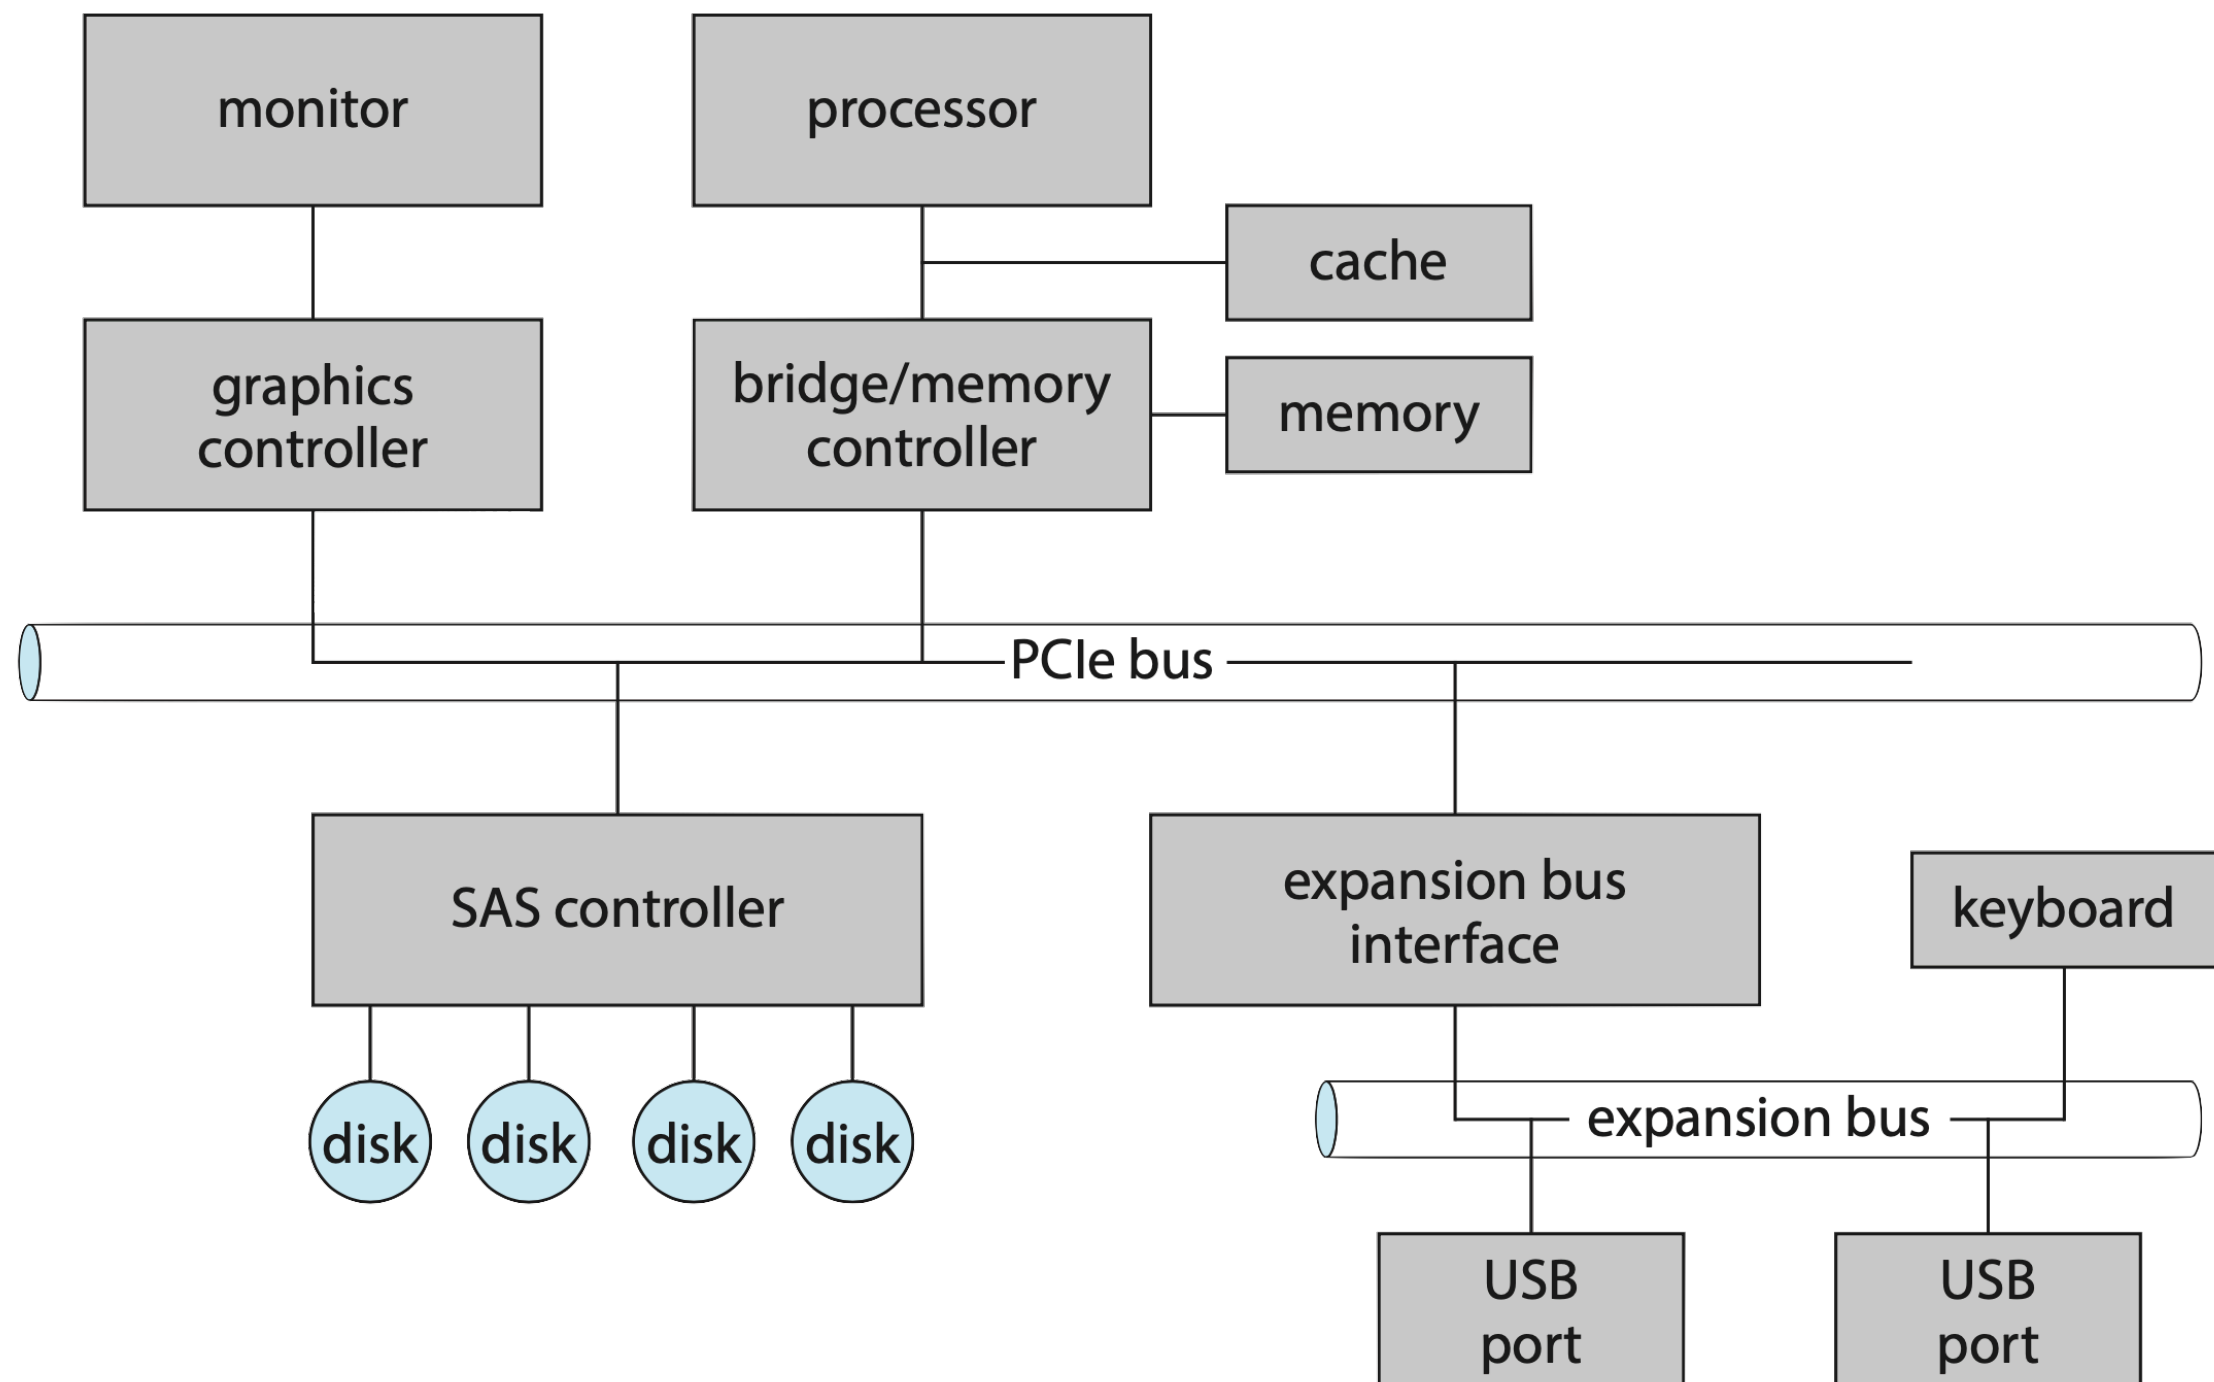 monitor
processor
cache
graphics
controller
bridge/memory
controller
memory
PCIe bus
SAS controller
expansion bus
interface
keyboard
disk
disk
disk
disk
expansion bus
USB
port
USB
port